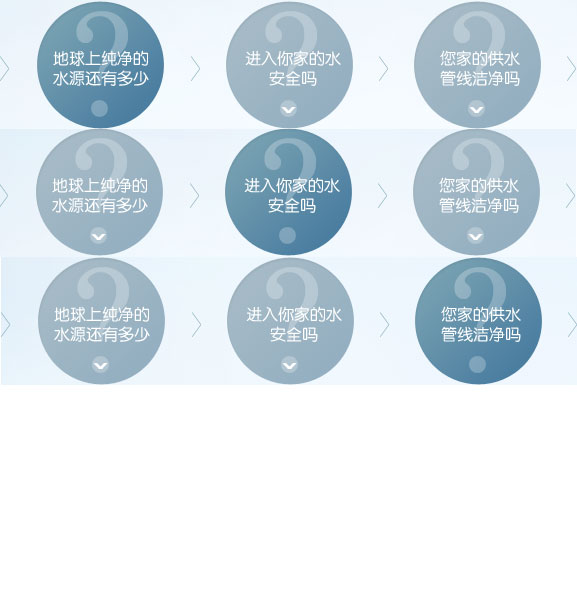 地球上纯净的
水源还有多少
进入你家的水
安全吗
您家的供水
管线洁净吗
地球上纯净的
水源还有多少
进入你家的水
安全吗
您家的供水
管线洁净吗
地球上纯净的
水源还有多少
进入你家的水
安全吗
您家的供水
管线洁净吗